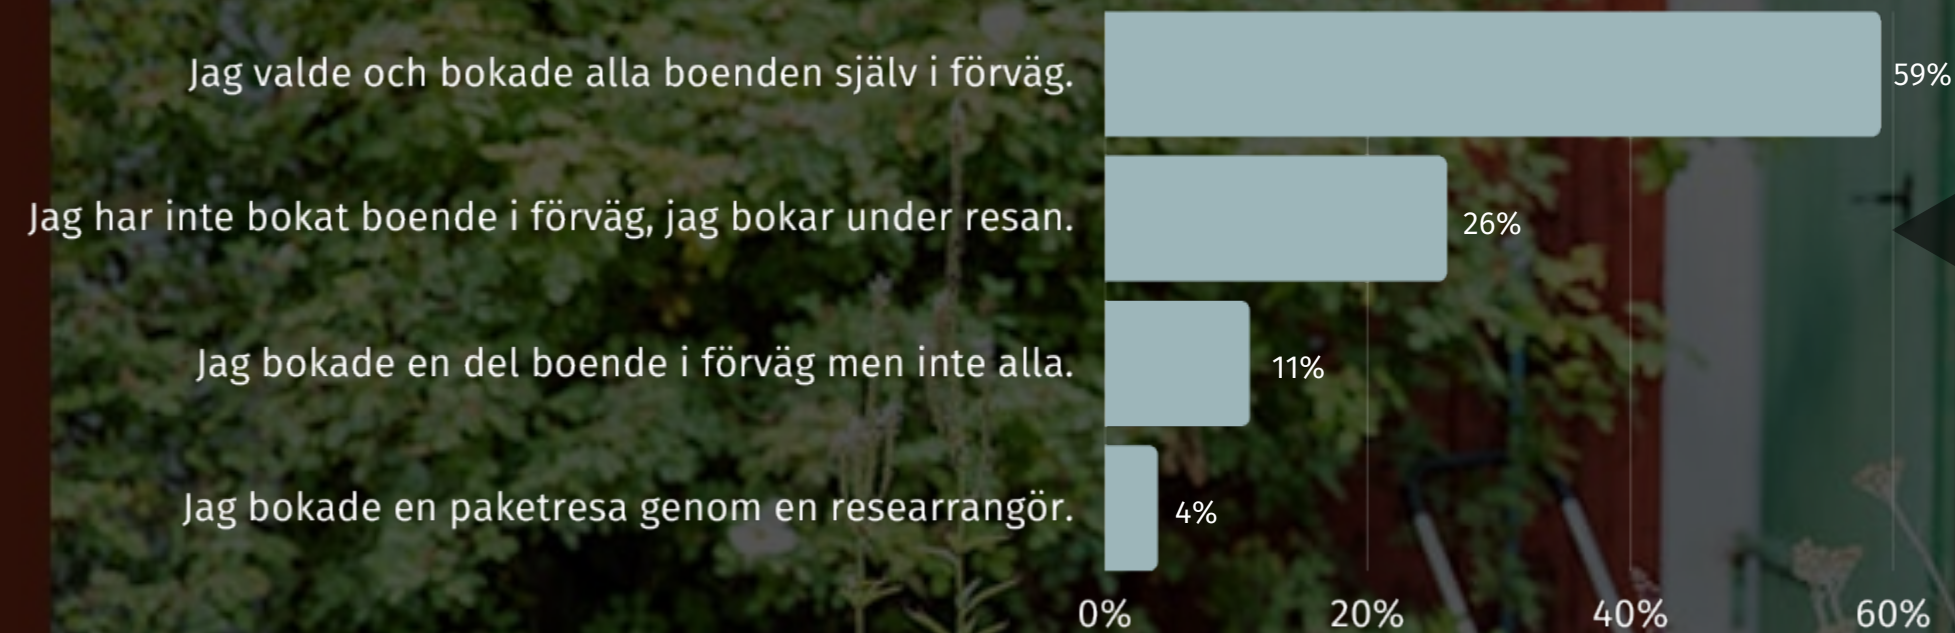 Jag valde och bokade alla boenden själv i förväg.
59%
Jag har inte bokat boende i förväg, jag bokar under resan.
26%
Jag bokade en del boende i förväg men inte alla.
11%
Jag bokade en paketresa genom en researrangör.
4%
0% 20% 40% 60%